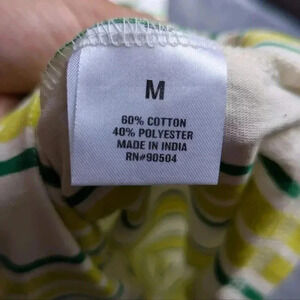 M
60% COTTON
40% POLYESTER
MADE IN INDIA
RN#90504